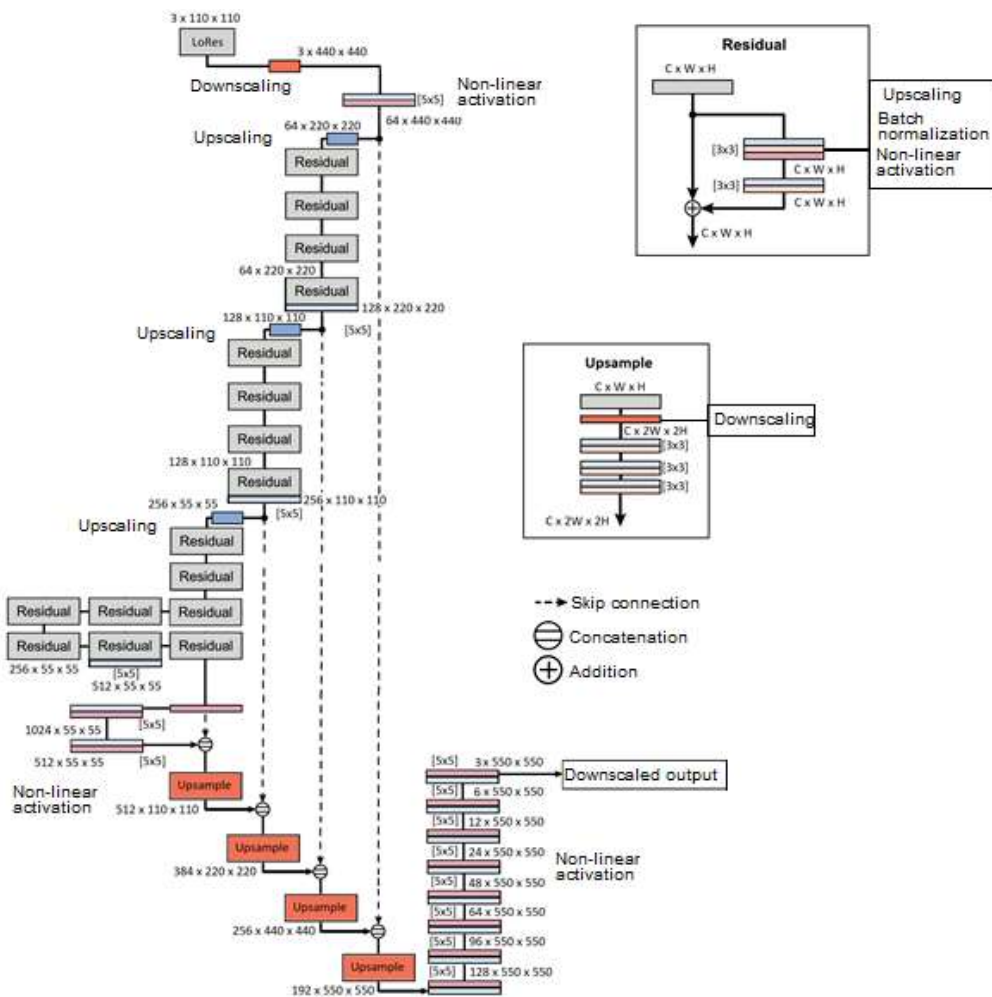 3 x 110 x 110
LoRes
3 x 440 x 440
Downscaling
Non-linear
activation
[5x5]
64 x 440 x 440
64 x 220 x 220
Upscaling
Residual
Residual
Residual
64 x 220 x 220
Residual
128 x 220 x 220
[5x5]
128 x 110 x 110
Upscaling
Residual
Residual
Residual
128 x 110 x 110
Residual
256 x 110 x 110
[5x5]
256 x 55 x 55
Upscaling
Residual
Residual
Residual
Residual
Residual
Residual
Residual
Residual
256 x 55 x 55
[5x5]
512 x 55 x 55
[5x5]
1024 x 55 x 55
512 x 55 x 55
[5x5]
Non-linear
activation
Upsample
512 x 110 x 110
Upsample
384 x 220 x 220
Upsample
256 x 440 x 440
Upsample
192 x 550 x 550
[5x5] 3 x 550 x 550
Downscaled output
[5x5] 6 x 550 x 550
[5x5] 12 x 550 x 550
[5x5] 24 x 550 x 550
Non-linear
activation
[5x5] 48 x 550 x 550
[5x5] 64 x 550 x 550
[5x5] 96 x 550 x 550
[5x5] 128 x 550 x 550
Residual
C x W x H
[3x3]
C x W x H
[3x3]
C x W x H
C x W x H
Upscaling
Batch
normalization
Non-linear
activation
Upsample
C x W x H
Downscaling
C x 2W x 2H
[3x3]
[3x3]
[3x3]
C x 2W x 2H
Skip connection
Concatenation
Addition